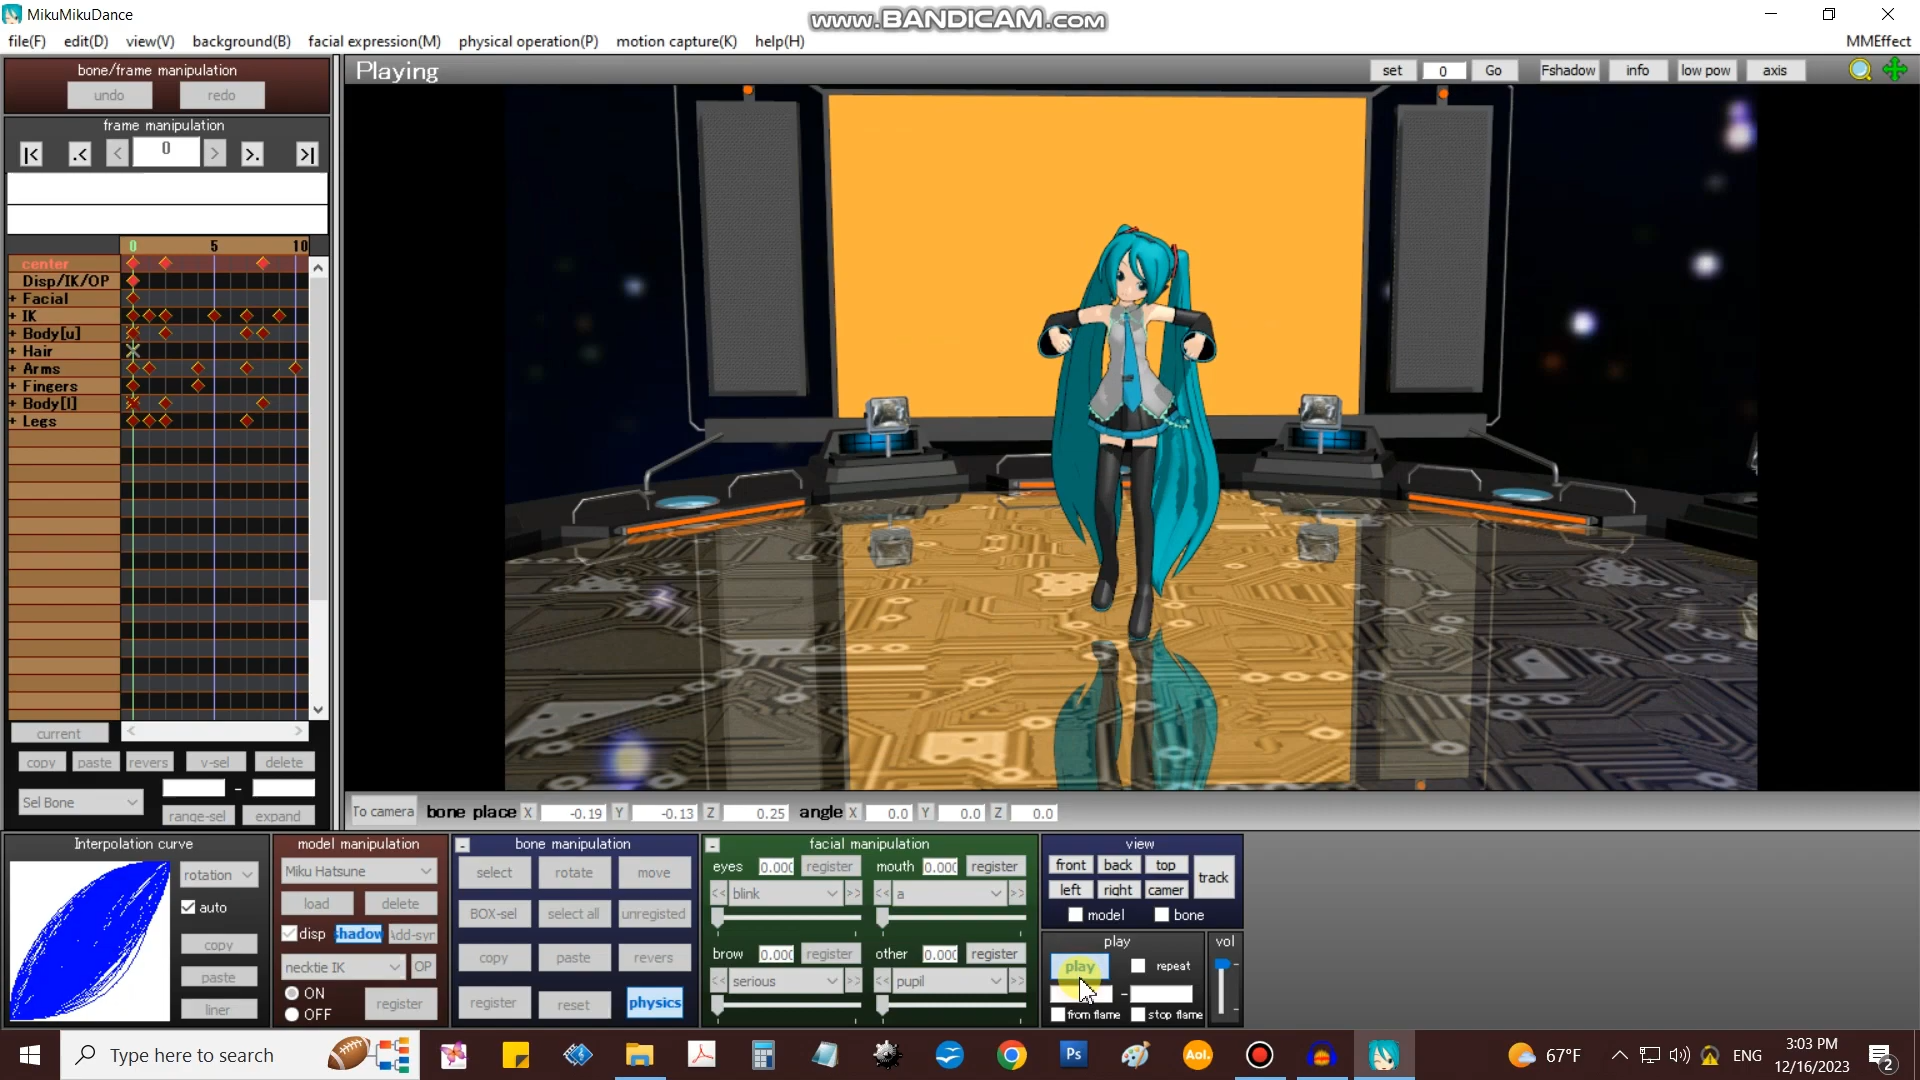 MikuMikuDance
www.BANDICAM.com
file(F) edit(D) view(V) background(B) facial expression(M) physical operation(P) motion capture(K) help(H) MMEffect
bone/frame manipulation
undo redo
Playing set 0 Go Fshadow info low pow axis
frame manipulation
|< .< < 0 > >. >|
0 5 10
center
Disp/IK/OP
+ Facial
+ IK
+ Body[u]
+ Hair
+ Arms
+ Fingers
+ Body[l]
+ Legs
current < >
copy paste revers v-sel delete
-
Sel Bone range-sel expand
To camera bone place X -0.19 Y -0.13 Z 0.25 angle X 0.0 Y 0.0 Z 0.0
Interpolation curve
rotation
auto
copy
paste
liner
model manipulation
Miku Hatsune
load delete
disp shadow Add-syn
necktie IK OP
ON
OFF register
- bone manipulation
select rotate move
BOX-sel select all unregisted
copy paste revers
register reset physics
- facial manipulation
eyes 0.000 register mouth 0.000 register
<< blink >> << a >>
brow 0.000 register other 0.000 register
<< serious >> << pupil >>
view
front back top track
left right camer
model bone
play vol
play repeat
-
from flame stop flame
Type here to search Ps Aol. 67°F ENG 3:03 PM
12/16/2023 2